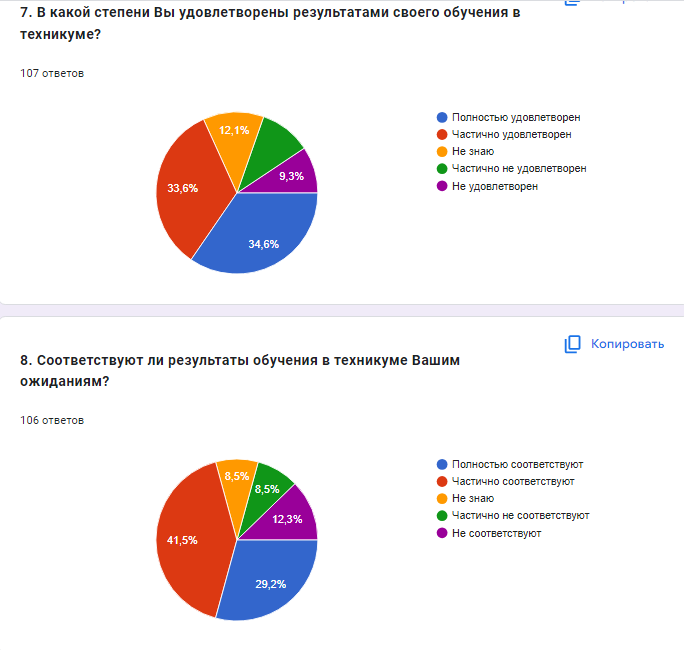 7. В какой степени Вы удовлетворены результатами своего обучения в
техникуме?
107 ответов
12,1%
33,6%
9,3%
34,6%
Полностью удовлетворен
Частично удовлетворен
Не знаю
Частично не удовлетворен
Не удовлетворен
Копировать
8. Соответствуют ли результаты обучения в техникуме Вашим
ожиданиям?
106 ответов
8,5%
8,5%
12,3%
41,5%
29,2%
Полностью соответствуют
Частично соответствуют
Не знаю
Частично не соответствуют
Не соответствуют